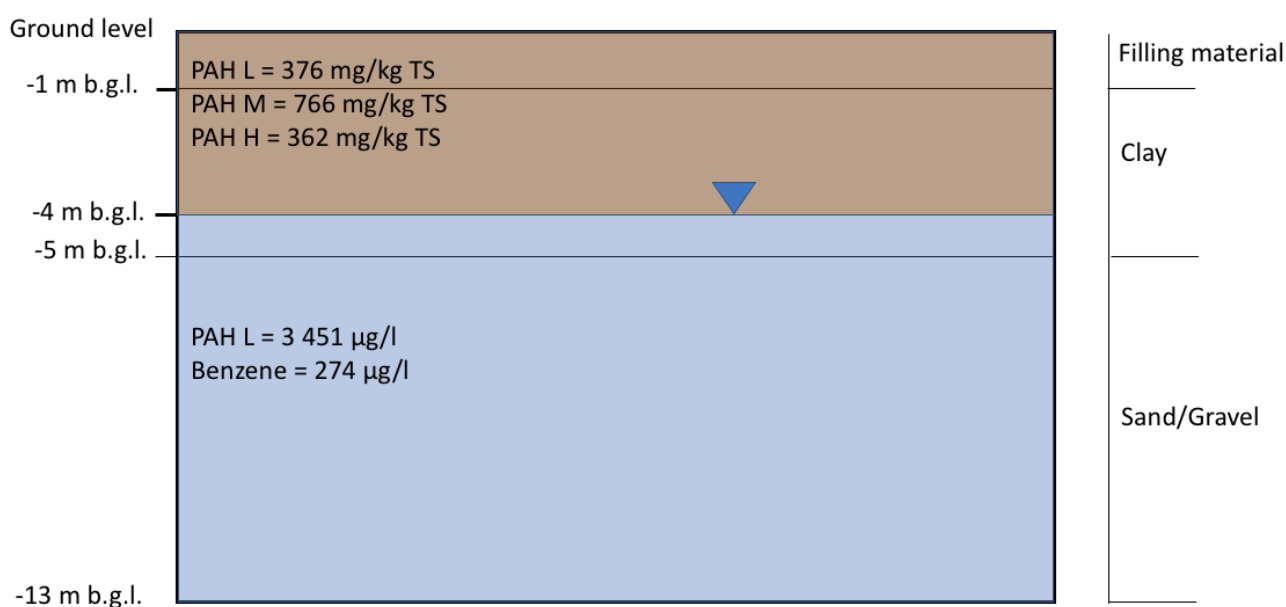 Ground level
Filling material
PAH L = 376 mg/kg TS
-1 m b.g.l.
PAH M = 766 mg/kg TS
PAH H = 362 mg/kg TS
Clay
-4 m b.g.l.
-5 m b.g.l.
PAH L = 3 451 µg/l
Benzene = 274 µg/l
Sand/Gravel
-13 m b.g.l.